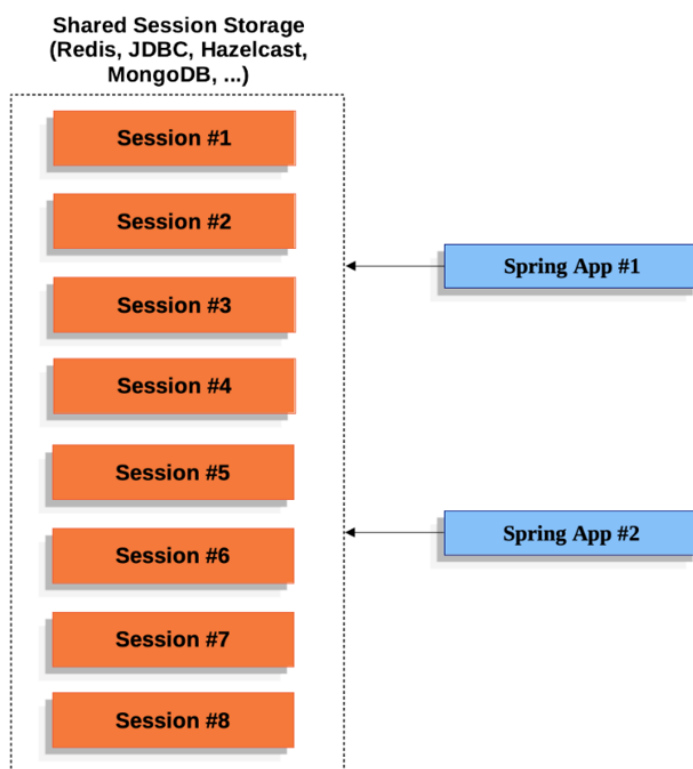 Shared Session Storage
(Redis, JDBC, Hazelcast,
MongoDB, ...)
Session #1
Session #2
Session #3
Session #4
Session #5
Session #6
Session #7
Session #8
Spring App #1
Spring App #2